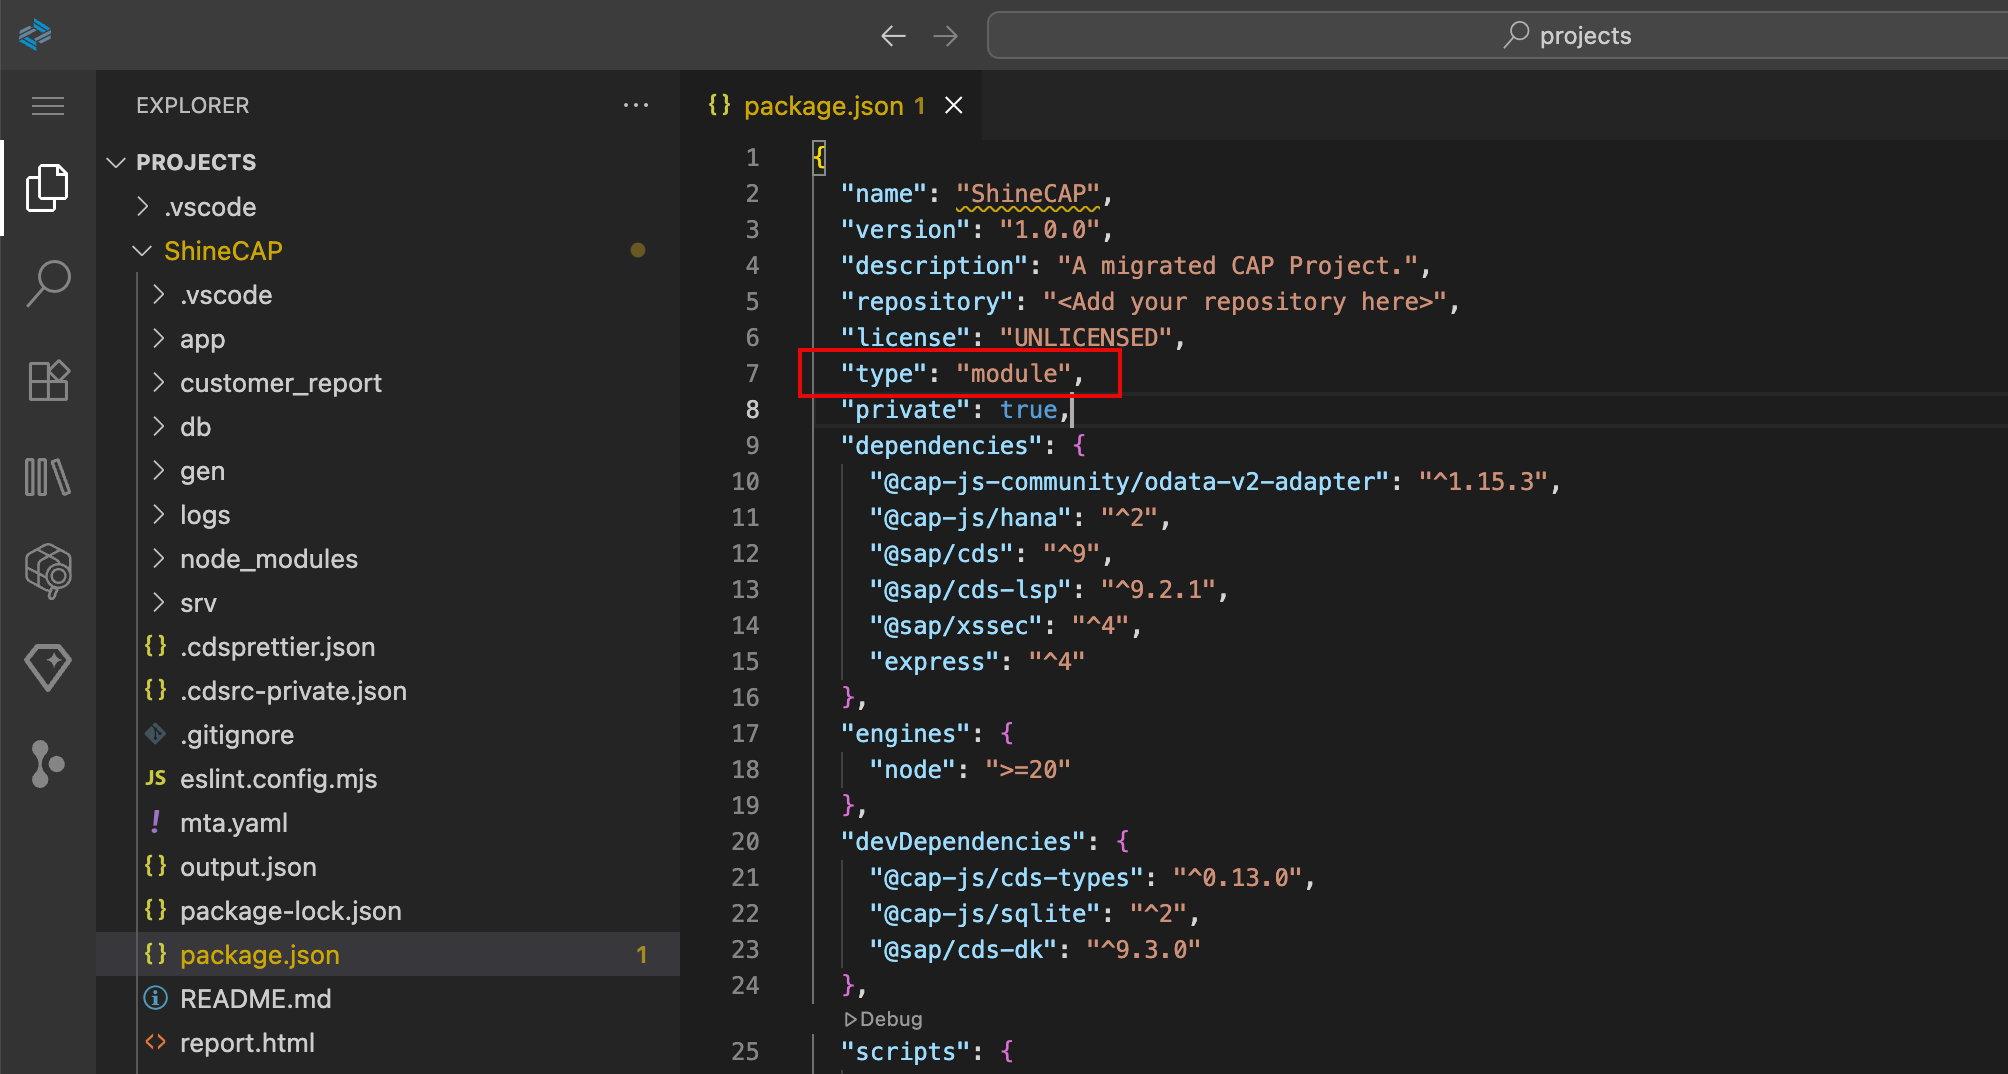 projects
EXPLORER
PROJECTS
.vscode
ShineCAP
.vscode
app
customer_report
db
gen
logs
node_modules
srv
{} .cdsprettier.json
{} .cdsrc-private.json
.gitignore
JS eslint.config.mjs
! mta.yaml
{} output.json
{} package-lock.json
{} package.json 1
README.md
<> report.html
{} package.json 1
1 {
2 "name": "ShineCAP",
3 "version": "1.0.0",
4 "description": "A migrated CAP Project.",
5 "repository": "<Add your repository here>",
6 "license": "UNLICENSED",
7 "type": "module",
8 "private": true,
9 "dependencies": {
10 "@cap-js-community/odata-v2-adapter": "^1.15.3",
11 "@cap-js/hana": "^2",
12 "@sap/cds": "^9",
13 "@sap/cds-lsp": "^9.2.1",
14 "@sap/xssec": "^4",
15 "express": "^4"
16 },
17 "engines": {
18 "node": ">=20"
19 },
20 "devDependencies": {
21 "@cap-js/cds-types": "^0.13.0",
22 "@cap-js/sqlite": "^2",
23 "@sap/cds-dk": "^9.3.0"
24 },
Debug
25 "scripts": {